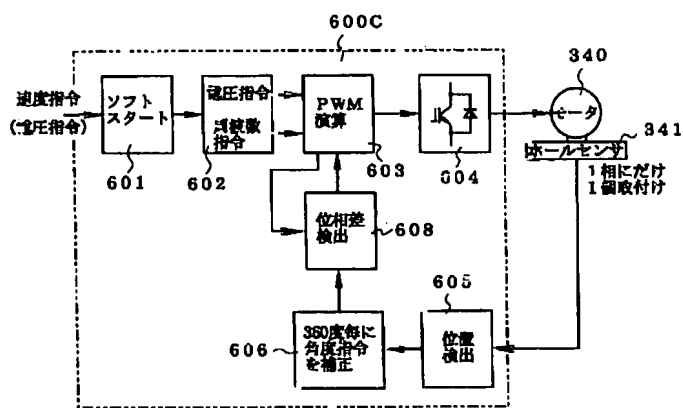 600C
340
速度指令
(電圧指令)
ソフト
スタート
電圧指令
周波数
指令
PWM
演算
モータ
341
ホールセンサ
1相にだけ
1個取付け
601
602
603
604
位相差
検出
608
605
360度毎に
角度指令
を補正
606
位置
検出